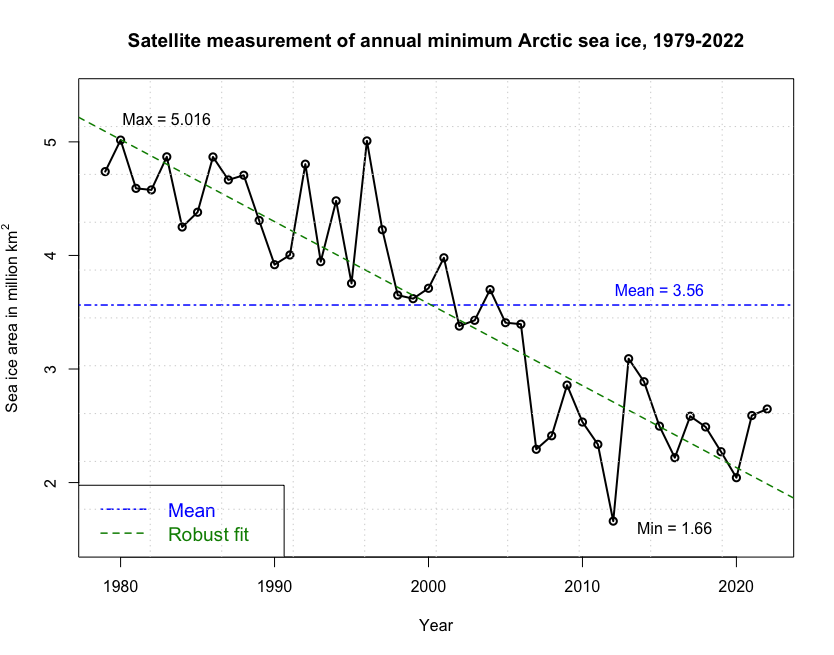 Satellite measurement of annual minimum Arctic sea ice, 1979-2022
Max = 5.016
Mean = 3.56
Min = 1.66
Sea ice area in million km²
5
4
3
2
Mean
Robust fit
1980 1990 2000 2010 2020
Year